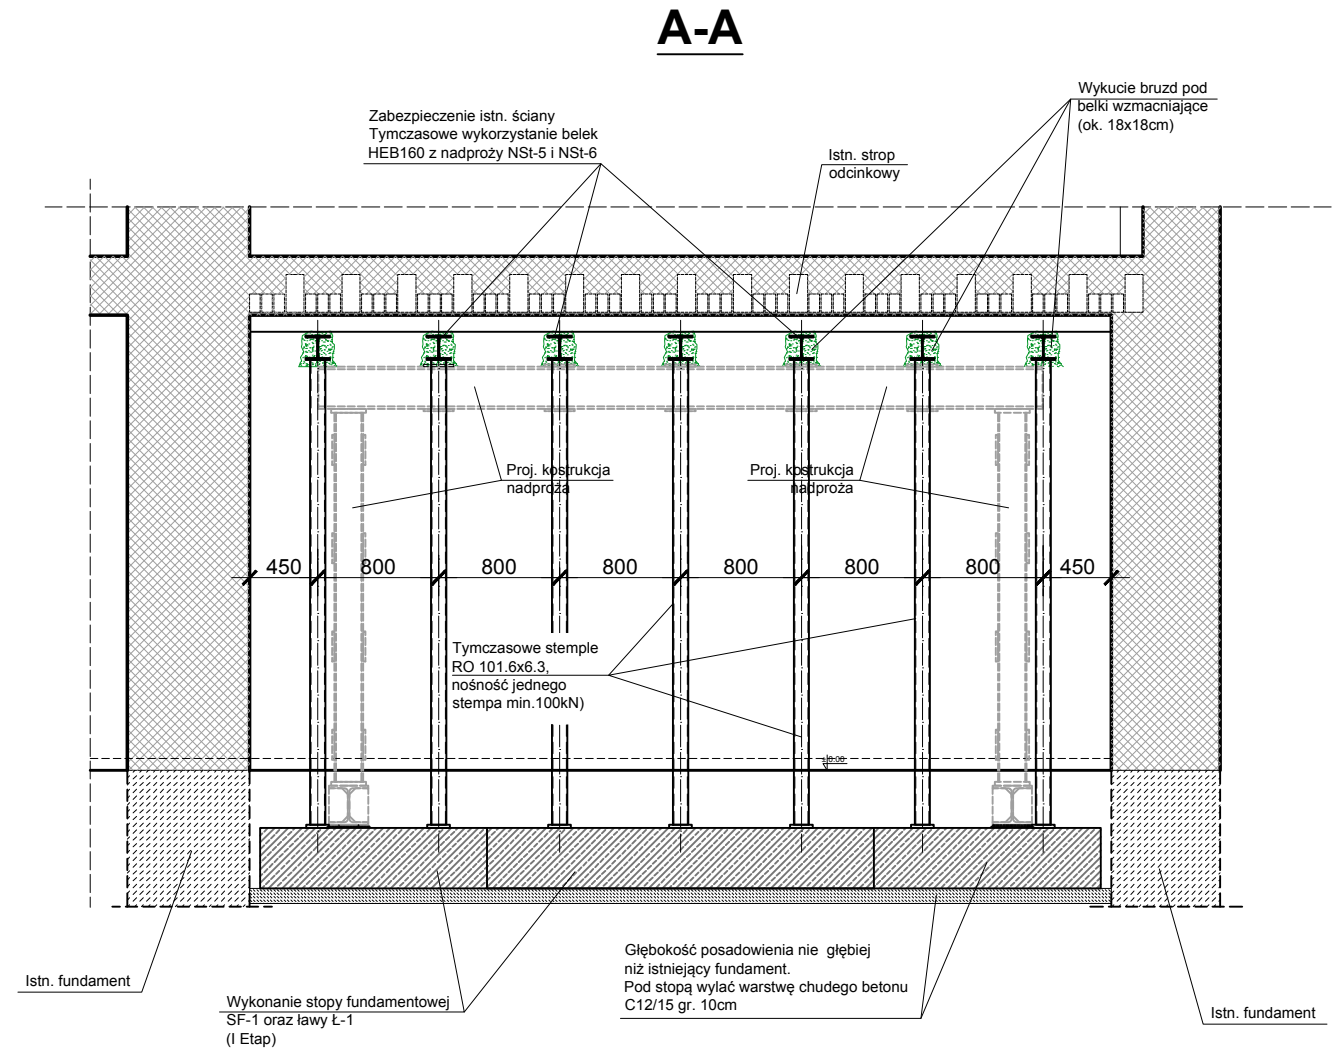 A-A
Zabezpieczenie istn. ściany
Tymczasowe wykorzystanie belek
HEB160 z nadproży NSt-5 i NSt-6
Istn. strop
odcinkowy
Wykucie bruzd pod
belki wzmacniające
(ok. 18x18cm)
Proj. kostrukcja
nadproża
Proj. kostrukcja
nadproża
450 800 800 800 800 800 800 450
Tymczasowe stemple
RO 101.6x6.3,
nośność jednego
stempa min.100kN)
±0.00
Istn. fundament
Wykonanie stopy fundamentowej
SF-1 oraz ławy Ł-1
(I Etap)
Głębokość posadowienia nie głębiej
niż istniejący fundament.
Pod stopą wylać warstwę chudego betonu
C12/15 gr. 10cm
Istn. fundament